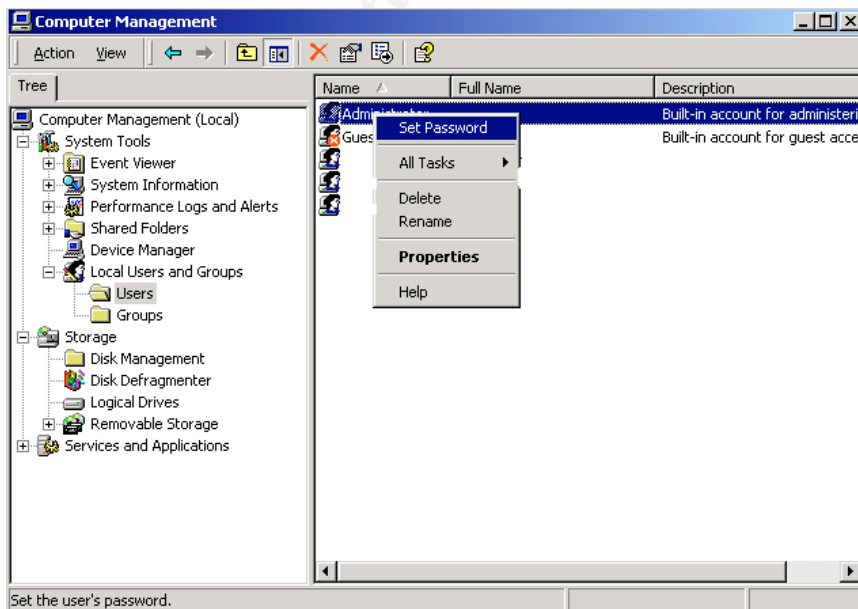 Computer Management
Action View
Tree
Name Full Name Description
Computer Management (Local)
System Tools
Event Viewer
System Information
Performance Logs and Alerts
Shared Folders
Device Manager
Local Users and Groups
Users
Groups
Storage
Disk Management
Disk Defragmenter
Logical Drives
Removable Storage
Services and Applications
Built-in account for administeri
Built-in account for guest acce
Set Password
All Tasks
Delete
Rename
Properties
Help
Set the user's password.